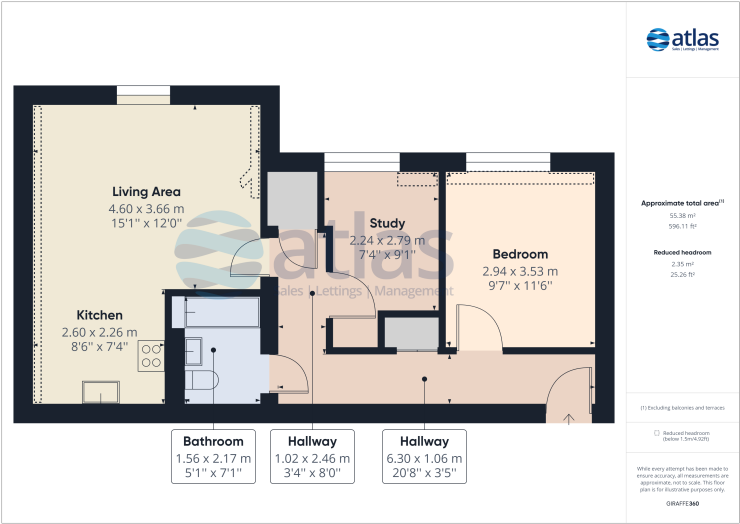 Living Area
4.60 x 3.66 m
15'1'' x 12'0''
Study
2.24 x 2.79 m
7'4'' x 9'1''
Bedroom
2.94 x 3.53 m
9'7'' x 11'6''
Kitchen
2.60 x 2.26 m
8'6'' x 7'4''
atlas
Sales | Lettings | Management
Bathroom
1.56 x 2.17 m
5'1'' x 7'1''
Hallway
1.02 x 2.46 m
3'4'' x 8'0''
Hallway
6.30 x 1.06 m
20'8'' x 3'5''
atlas
Sales | Lettings | Management
Approximate total area(1)
55.38 m²
596.11 ft²
Reduced headroom
2.35 m²
25.26 ft²
(1) Excluding balconies and terraces
Reduced headroom
(below 1.5m/4.92ft)
While every attempt has been made to
ensure accuracy, all measurements are
approximate, not to scale. This floor
plan is for illustrative purposes only.
GIRAFFE360